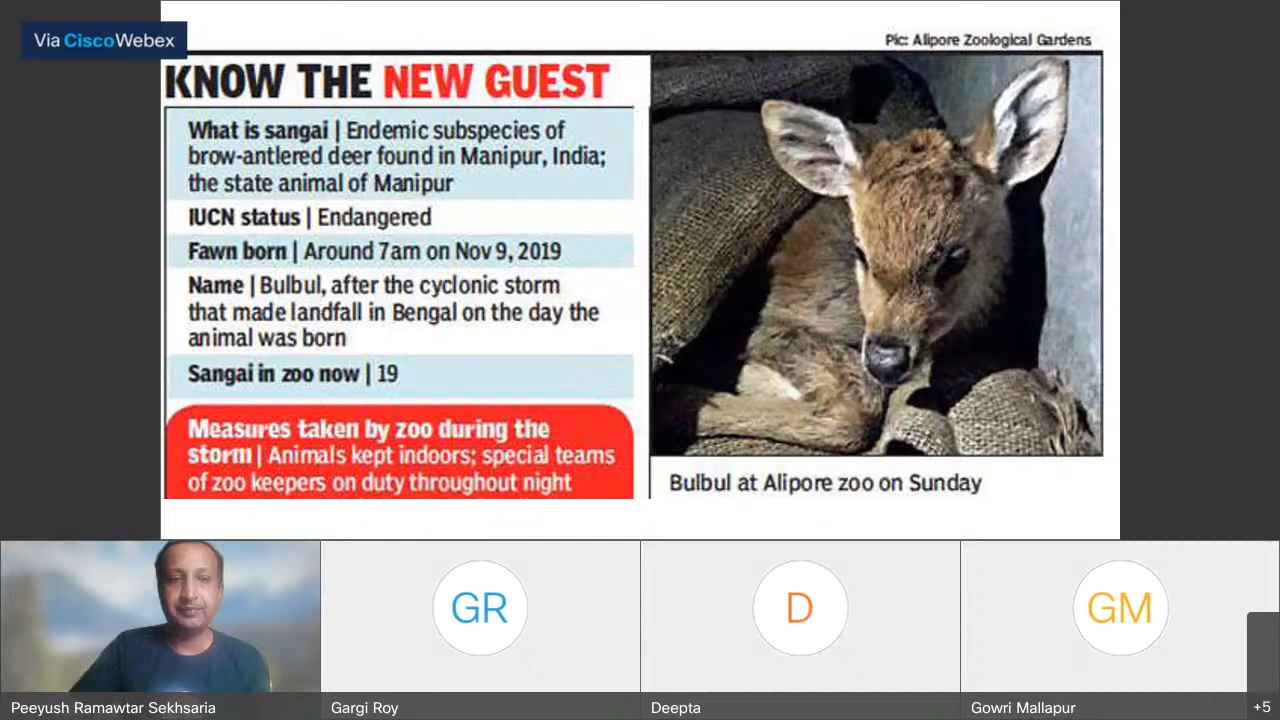 Via CiscoWebex
Pic: Alipore Zoological Gardens
KNOW THE NEW GUEST
What is sangai | Endemic subspecies of
brow-antlered deer found in Manipur, India;
the state animal of Manipur
IUCN status | Endangered
Fawn born | Around 7am on Nov 9, 2019
Name | Bulbul, after the cyclonic storm
that made landfall in Bengal on the day the
animal was born
Sangai in zoo now | 19
Measures taken by zoo during the
storm | Animals kept indoors; special teams
of zoo keepers on duty throughout night
Bulbul at Alipore zoo on Sunday
GR
D
GM
Peeyush Ramawtar Sekhsaria
Gargi Roy
Deepta
Gowri Mallapur
+5